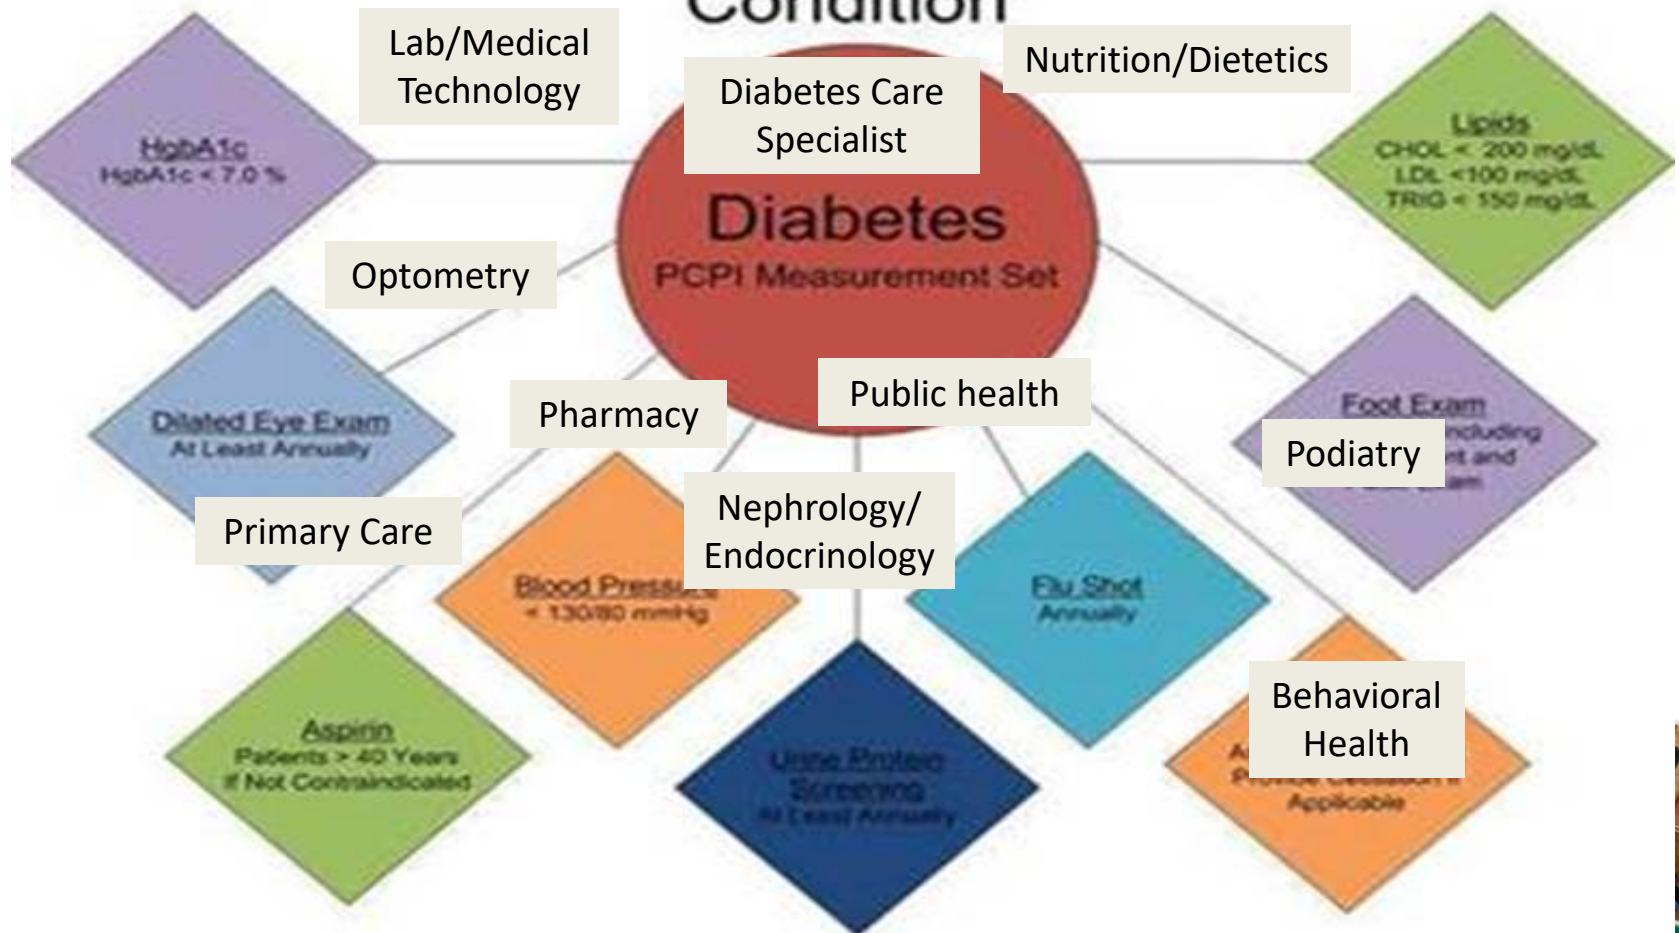 Condition
Lab/Medical
Technology
Diabetes Care
Specialist
Nutrition/Dietetics
HgbA1c
HgbA1c < 7.0 %
Lipids
CHOL < 200 mg/dL
LDL <100 mg/dL
TRIG < 150 mg/dL
Diabetes
PCPI Measurement Set
Optometry
Pharmacy
Public health
Dilated Eye Exam
At Least Annually
Foot Exam
including
Podiatry
and
Primary Care
Nephrology/
Endocrinology
Blood Pressure
< 130/80 mmHg
Flu Shot
Annually
Aspirin
Patients > 40 Years
If Not Contraindicated
Urine Protein
Screening
At Least Annually
Behavioral
Health
Applicable